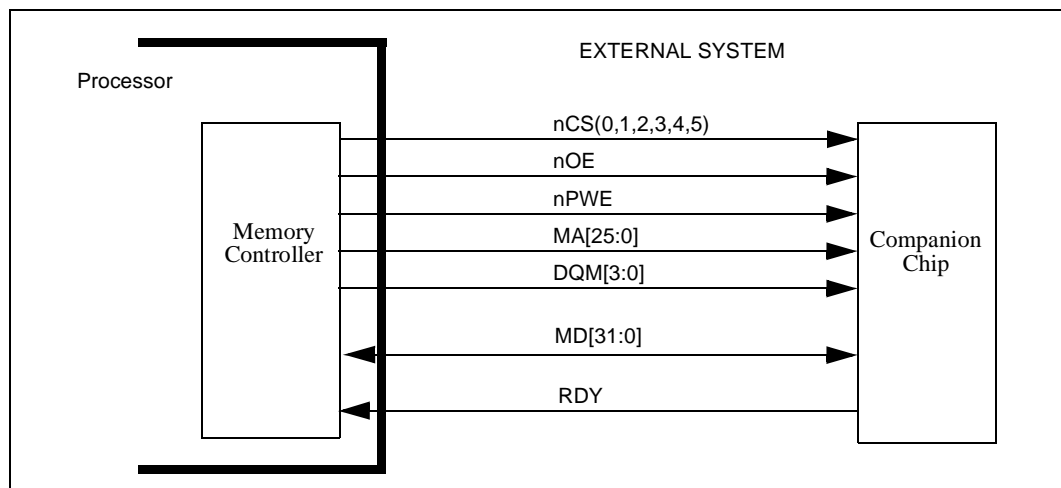 EXTERNAL SYSTEM
Processor
nCS(0,1,2,3,4,5)
nOE
nPWE
MA[25:0]
DQM[3:0]
MD[31:0]
RDY
Memory
Controller
Companion
Chip